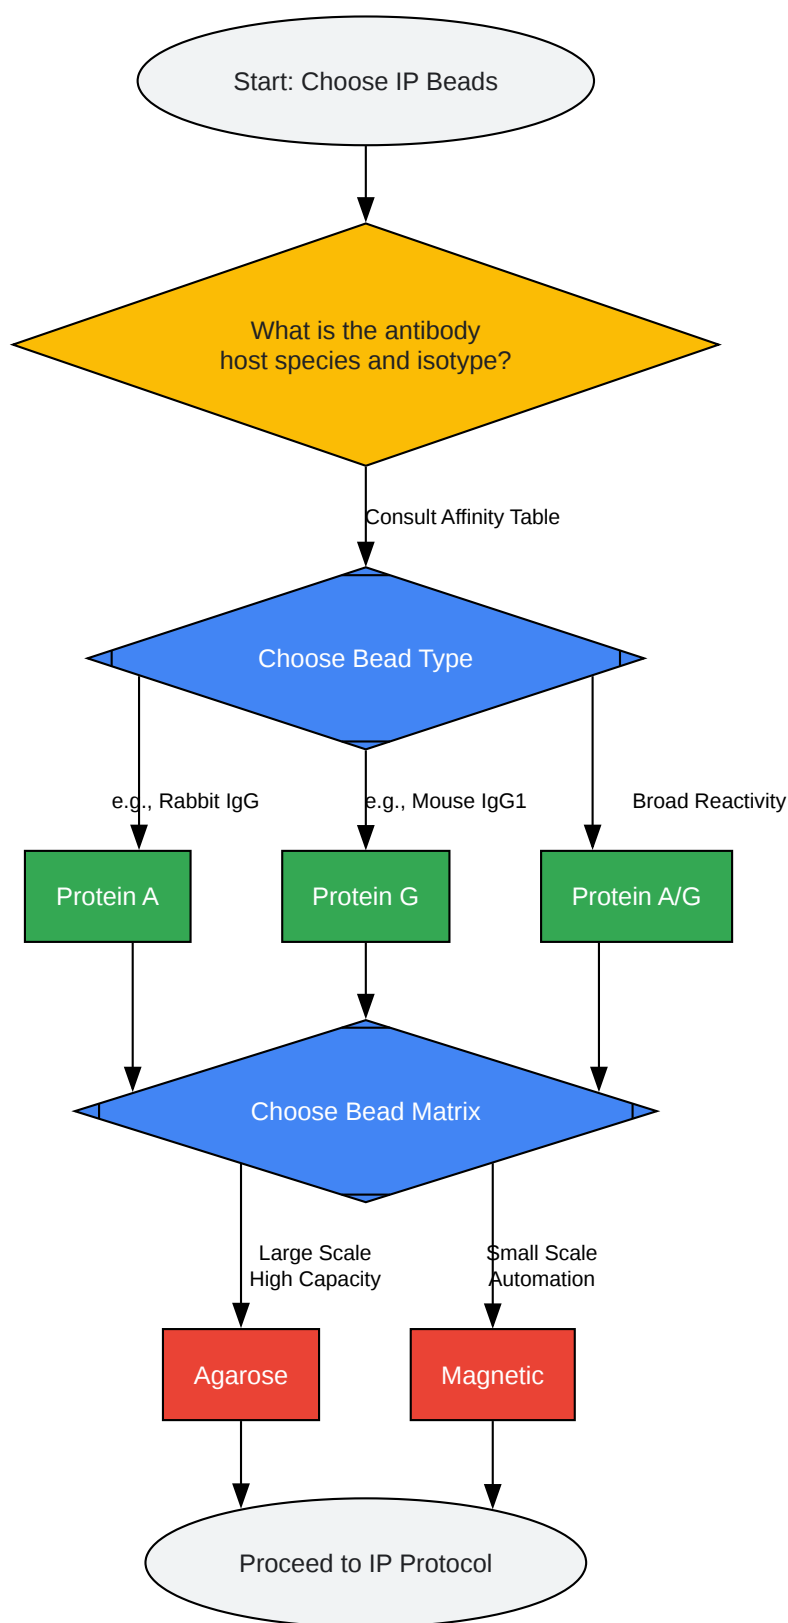 Start: Choose IP Beads
What is the antibody
host species and isotype?
Consult Affinity Table
Choose Bead Type
e.g., Rabbit IgG
e.g., Mouse IgG1
Broad Reactivity
Protein A
Protein G
Protein A/G
Choose Bead Matrix
Large Scale
High Capacity
Small Scale
Automation
Agarose
Magnetic
Proceed to IP Protocol